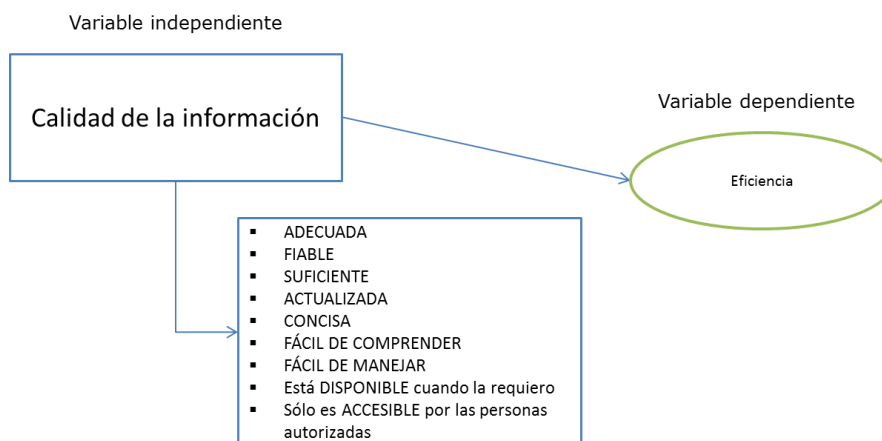 Variable independiente
Calidad de la información
Variable dependiente
Eficiencia
▪ ADECUADA
▪ FIABLE
▪ SUFICIENTE
▪ ACTUALIZADA
▪ CONCISA
▪ FÁCIL DE COMPRENDER
▪ FÁCIL DE MANEJAR
▪ Está DISPONIBLE cuando la requiero
▪ Sólo es ACCESIBLE por las personas
autorizadas